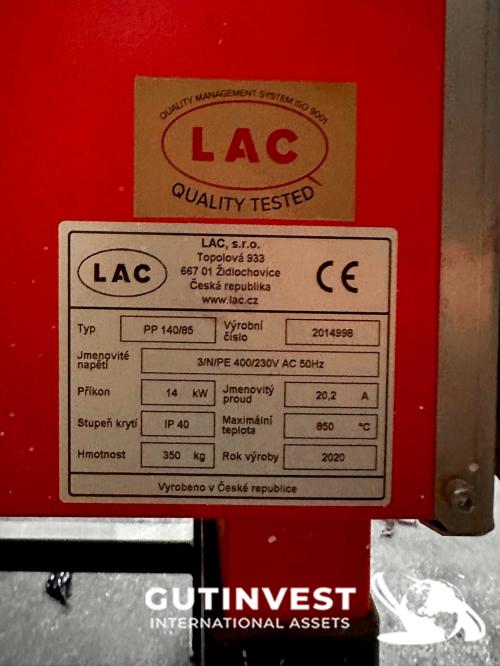 QUALITY MANAGEMENT SYSTEM ISO 9001
LAC
QUALITY TESTED
LAC
LAC, s.r.o.
Topolová 933
667 01 Židlochovice
Česká republika
www.lac.cz
CE
Typ PP 140/85 Výrobní číslo 2014998
Jmenovité napětí 3/N/PE 400/230V AC 50Hz
Příkon 14 kW Jmenovitý proud 20,2 A
Stupeň krytí IP 40 Maximální teplota 850 °C
Hmotnost 350 kg Rok výroby 2020
Vyrobeno v České republice
GUTINVEST
INTERNATIONAL ASSETS